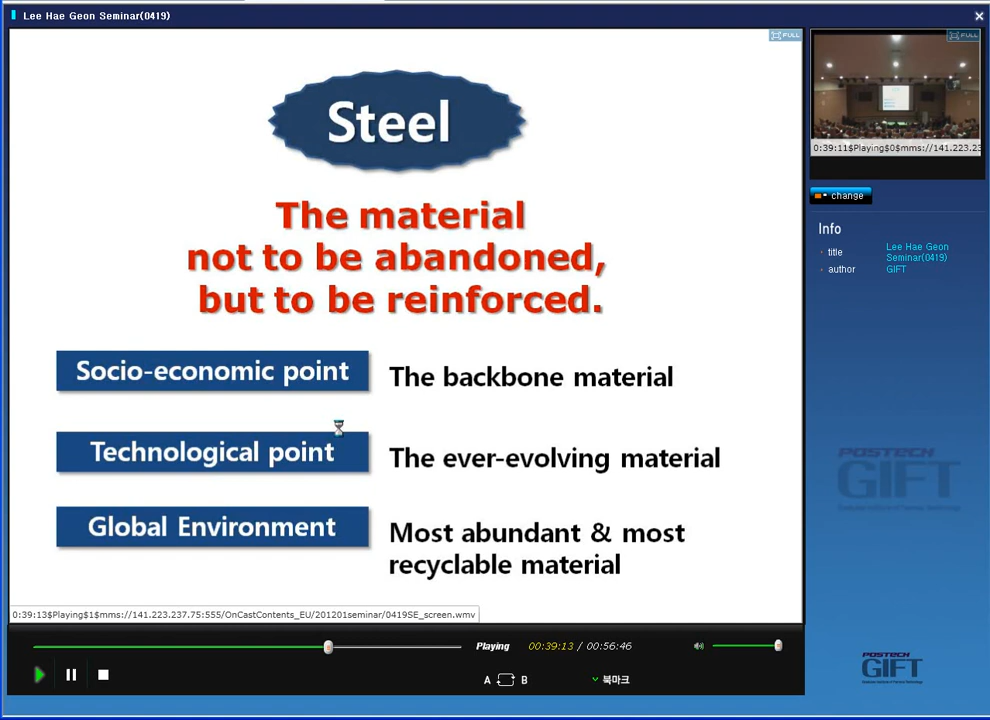 Lee Hae Geon Seminar(0419)
FULL
FULL
Steel
The material
not to be abandoned,
but to be reinforced.
Socio-economic point
The backbone material
Technological point
The ever-evolving material
Global Environment
Most abundant & most
recyclable material
0:39:13$Playing$1$mms://141.223.237.75:555/OnCastContents_EU/201201seminar/0419SE_screen.wmv
0:39:11$Playing$0$mms://141.223.23
change
Info
title
Lee Hae Geon
Seminar(0419)
author
GIFT
POSTECH
GIFT
Playing
00:39:13 / 00:56:46
A B
북마크
POSTECH
GIFT